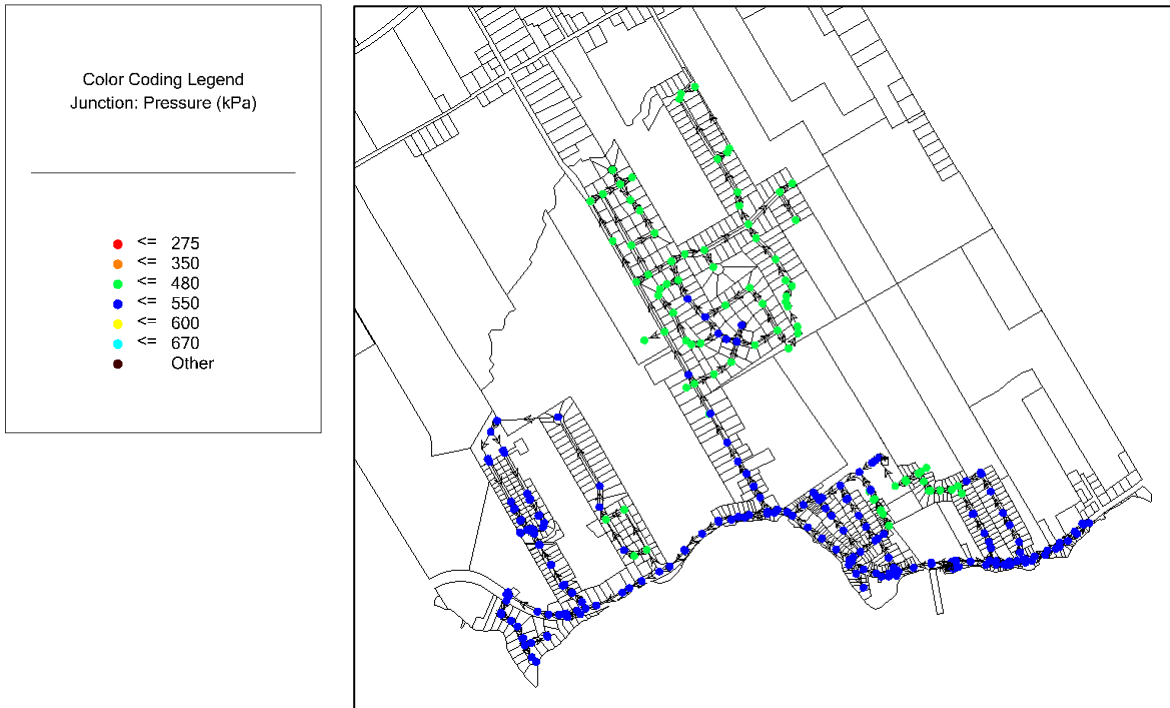 Color Coding Legend
Junction: Pressure (kPa)
<= 275
<= 350
<= 480
<= 550
<= 600
<= 670
Other